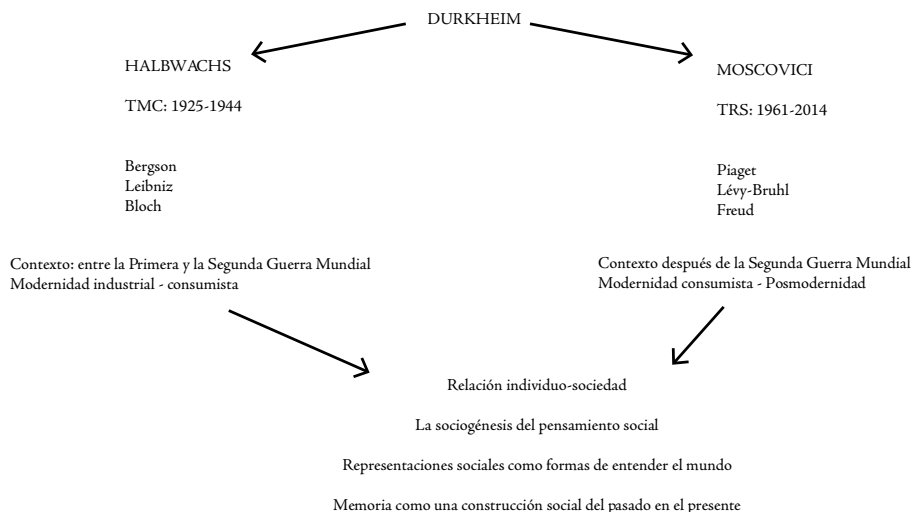 DURKHEIM
HALBWACHS
TMC: 1925-1944
Bergson
Leibniz
Bloch
Contexto: entre la Primera y la Segunda Guerra Mundial
Modernidad industrial - consumista
MOSCOVICI
TRS: 1961-2014
Piaget
Lévy-Bruhl
Freud
Contexto después de la Segunda Guerra Mundial
Modernidad consumista - Posmodernidad
Relación individuo-sociedad
La sociogénesis del pensamiento social
Representaciones sociales como formas de entender el mundo
Memoria como una construcción social del pasado en el presente